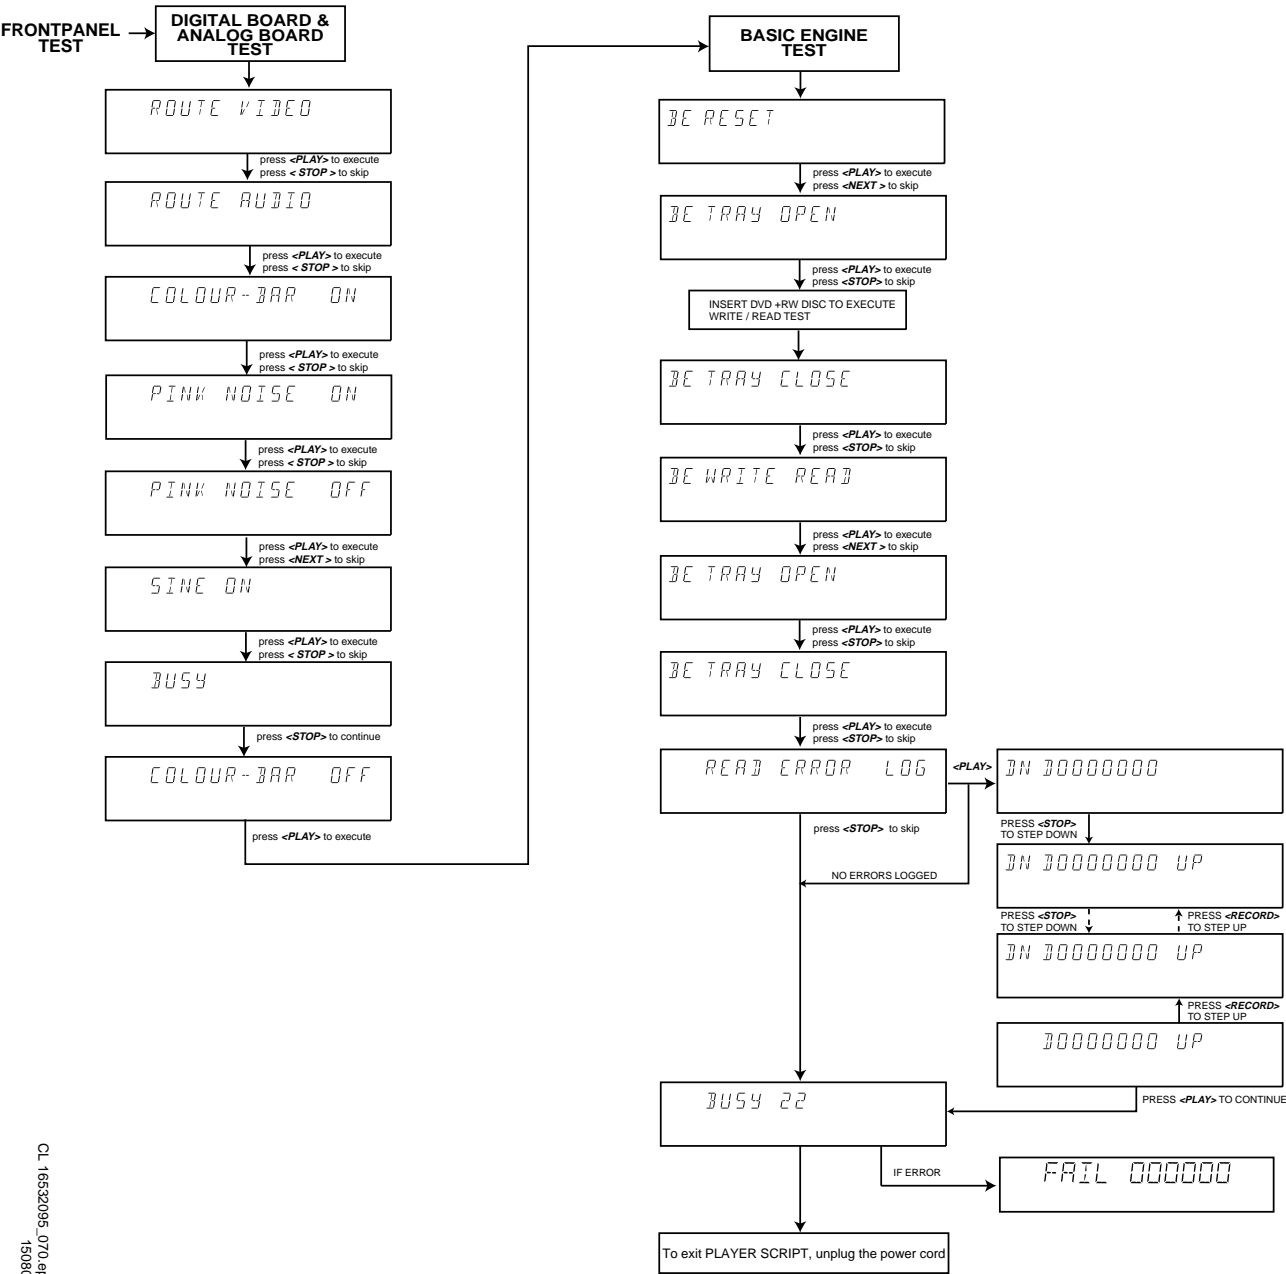 FRONTPANEL
TEST
DIGITAL BOARD &
ANALOG BOARD
TEST
ROUTE VIDEO
press <PLAY> to execute
press < STOP > to skip
ROUTE AUDIO
press <PLAY> to execute
press < STOP > to skip
COLOUR-BAR ON
press <PLAY> to execute
press < STOP > to skip
PINK NOISE ON
press <PLAY> to execute
press < STOP > to skip
PINK NOISE OFF
press <PLAY> to execute
press <NEXT > to skip
SINE ON
press <PLAY> to execute
press < STOP > to skip
BUSY
press <STOP> to continue
COLOUR-BAR OFF
press <PLAY> to execute
BASIC ENGINE
TEST
BE RESET
press <PLAY> to execute
press <NEXT > to skip
BE TRAY OPEN
press <PLAY> to execute
press <STOP> to skip
INSERT DVD +RW DISC TO EXECUTE
WRITE / READ TEST
BE TRAY CLOSE
press <PLAY> to execute
press <STOP> to skip
BE WRITE READ
press <PLAY> to execute
press <NEXT > to skip
BE TRAY OPEN
press <PLAY> to execute
press <STOP> to skip
BE TRAY CLOSE
press <PLAY> to execute
press <STOP> to skip
READ ERROR LOG
<PLAY>
press <STOP> to skip
NO ERRORS LOGGED
DN D0000000
PRESS <STOP>
TO STEP DOWN
DN D0000000 UP
PRESS <STOP>
TO STEP DOWN
PRESS <RECORD>
TO STEP UP
DN D0000000 UP
PRESS <RECORD>
TO STEP UP
D0000000 UP
PRESS <PLAY> TO CONTINUE
BUSY 22
IF ERROR
FAIL 000000
To exit PLAYER SCRIPT, unplug the power cord
CL 16532095_070.ep
15080